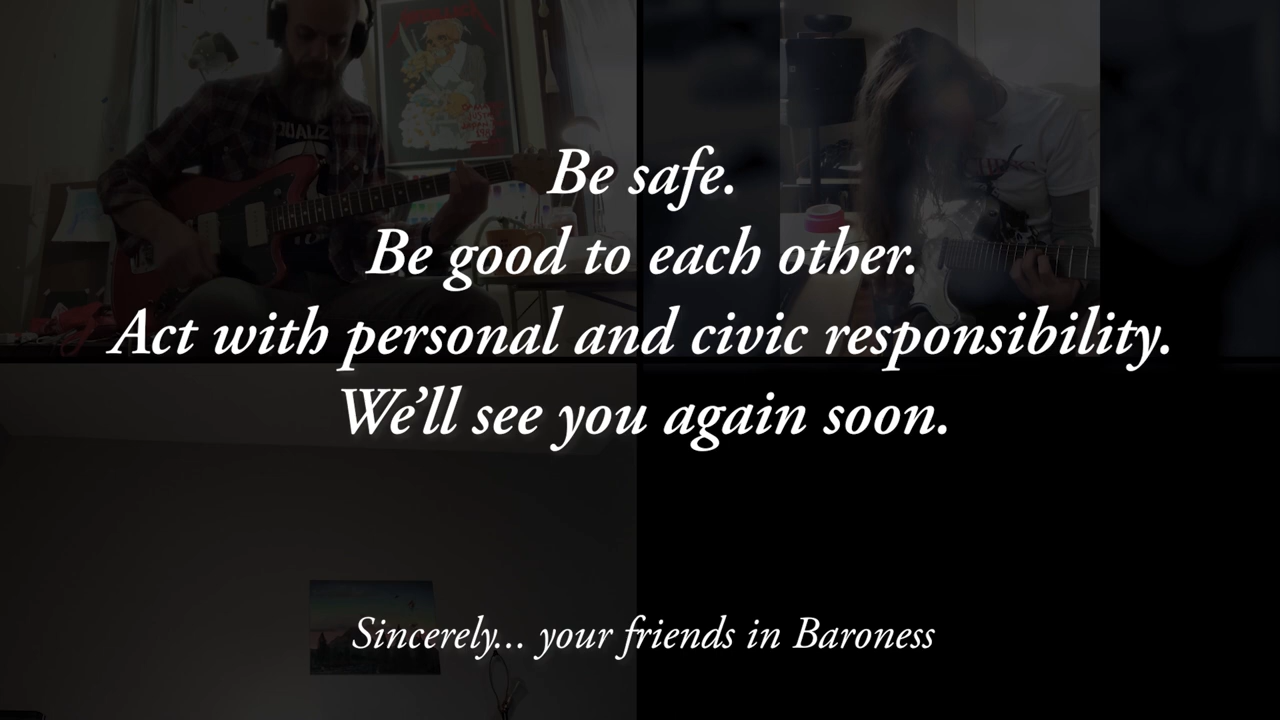 Be safe.
Be good to each other.
Act with personal and civic responsibility.
We'll see you again soon.
Sincerely... your friends in Baroness